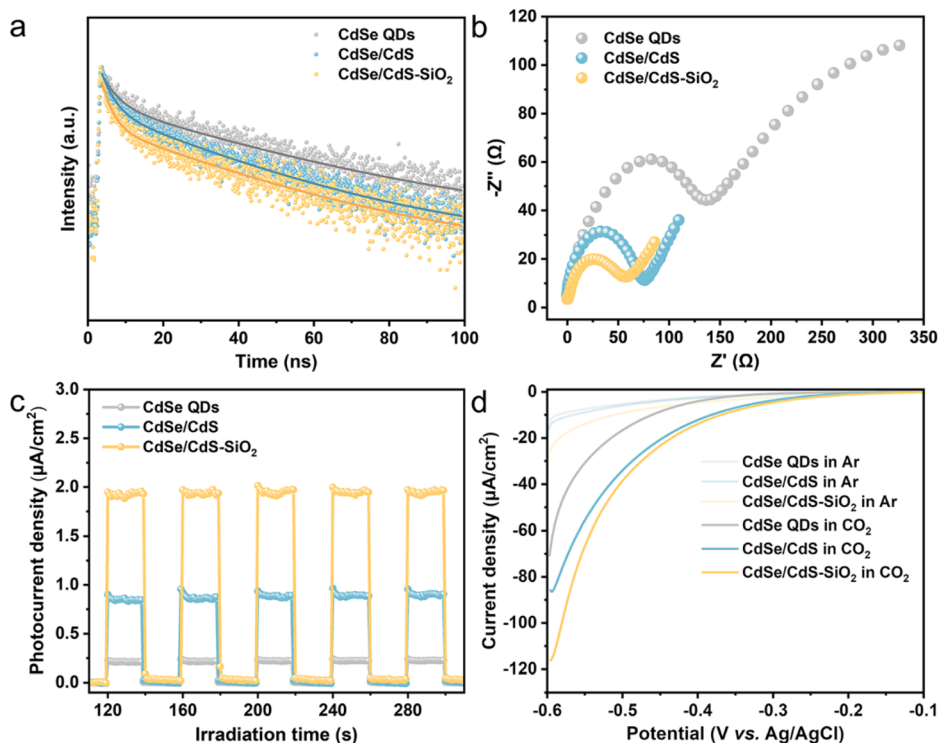 a
CdSe QDs
CdSe/CdS
CdSe/CdS-SiO₂
Intensity (a.u.)
0 20 40 60 80 100
Time (ns)
b
CdSe QDs
CdSe/CdS
CdSe/CdS-SiO₂
-Z'' (Ω)
120
100
80
60
40
20
0
0 50 100 150 200 250 300 350
Z' (Ω)
c
CdSe QDs
CdSe/CdS
CdSe/CdS-SiO₂
Photocurrent density (μA/cm²)
3.0
2.5
2.0
1.5
1.0
0.5
0.0
120 160 200 240 280
Irradiation time (s)
d
CdSe QDs in Ar
CdSe/CdS in Ar
CdSe/CdS-SiO₂ in Ar
CdSe QDs in CO₂
CdSe/CdS in CO₂
CdSe/CdS-SiO₂ in CO₂
Current density (μA/cm²)
0
-20
-40
-60
-80
-100
-120
-0.6 -0.5 -0.4 -0.3 -0.2 -0.1
Potential (V vs. Ag/AgCl)